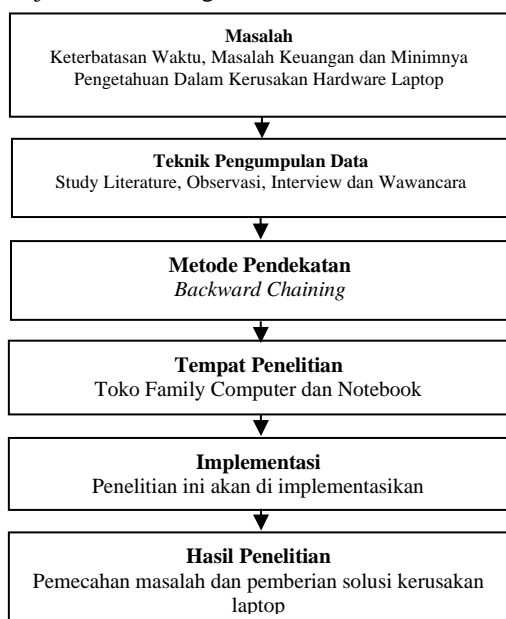 Masalah
Keterbatasan Waktu, Masalah Keuangan dan Minimnya
Pengetahuan Dalam Kerusakan Hardware Laptop
Teknik Pengumpulan Data
Study Literature, Observasi, Interview dan Wawancara
Metode Pendekatan
Backward Chaining
Tempat Penelitian
Toko Family Computer dan Notebook
Implementasi
Penelitian ini akan di implementasikan
Hasil Penelitian
Pemecahan masalah dan pemberian solusi kerusakan
laptop